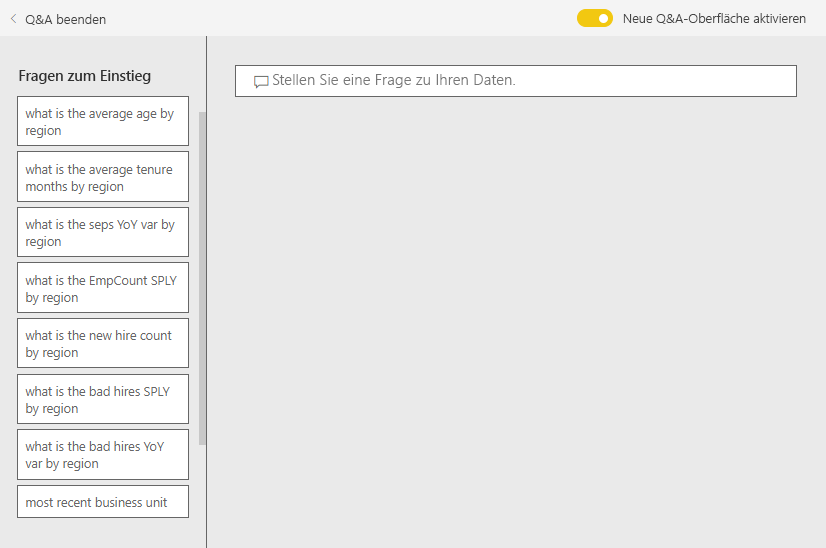 Q&A beenden
Neue Q&A-Oberfläche aktivieren
Fragen zum Einstieg
what is the average age by
region
what is the average tenure
months by region
what is the seps YoY var by
region
what is the EmpCount SPLY
by region
what is the new hire count
by region
what is the bad hires SPLY
by region
what is the bad hires YoY
var by region
most recent business unit
Stellen Sie eine Frage zu Ihren Daten.